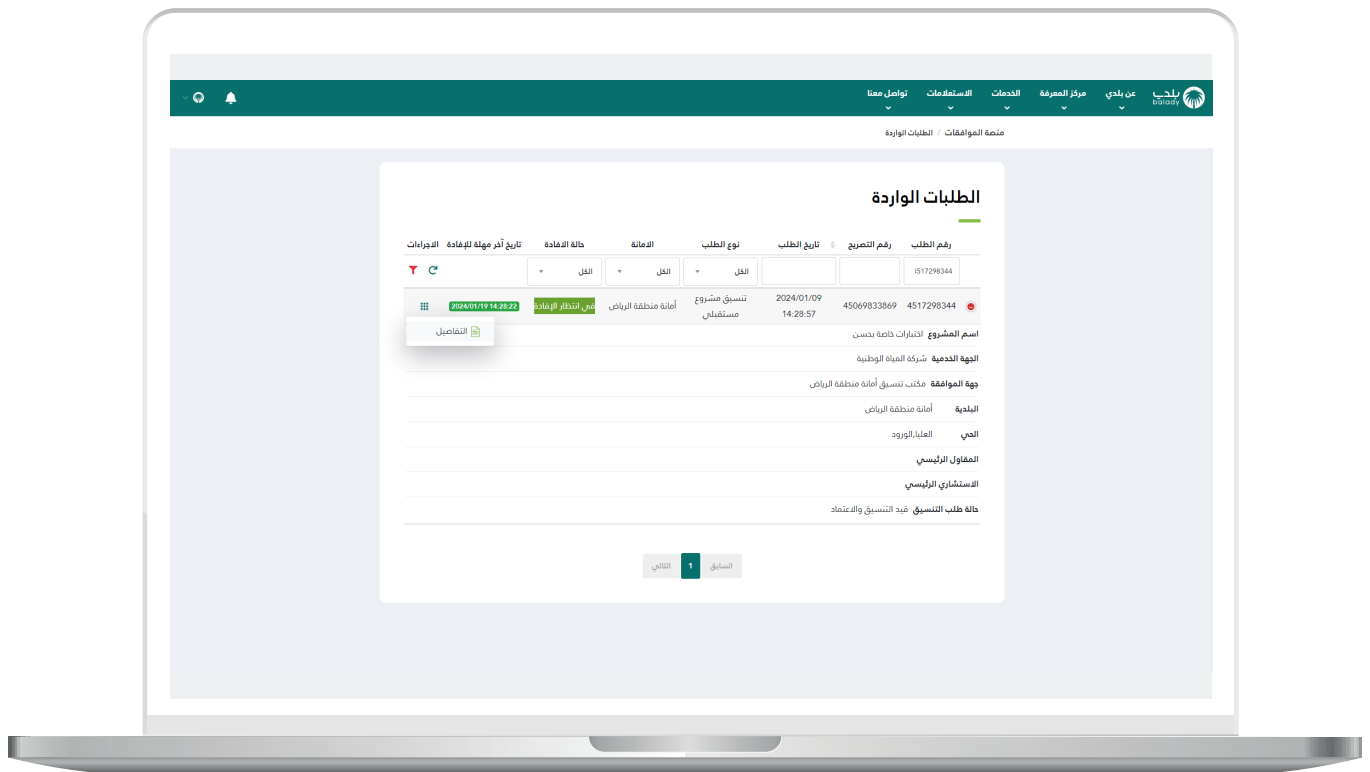 بلدي balady
عن بلدي مركز المعرفة الخدمات الاستعلامات تواصل معنا
منصة الموافقات / الطلبات الواردة
الطلبات الواردة
رقم الطلب رقم التصريح تاريخ الطلب نوع الطلب الامانة حالة الافادة تاريخ آخر مهلة للإفادة الاجراءات
4517298344 الكل الكل الكل
4517298344 45069833869 2024/01/09 14:28:57 تنسيق مشروع مستقبلي أمانة منطقة الرياض في انتظار الإفادة 2024/01/19 14:28:22
التفاصيل
اسم المشروع اختبارات خاصة بحسن
الجهة الخدمية شركة المياة الوطنية
جهة الموافقة مكتب تنسيق أمانة منطقة الرياض
البلدية أمانة منطقة الرياض
الحي العليا,الورود
المقاول الرئيسي
الاستشاري الرئيسي
حالة طلب التنسيق قيد التنسيق والاعتماد
السابق 1 التالي